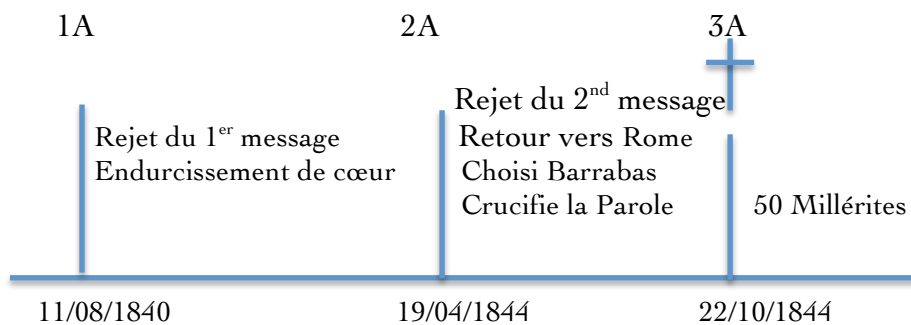 1A
2A
3A
Rejet du 1er message
Endurcissement de cœur
Rejet du 2nd message
Retour vers Rome
Choisi Barrabas
Crucifie la Parole
50 Millérites
11/08/1840
19/04/1844
22/10/1844